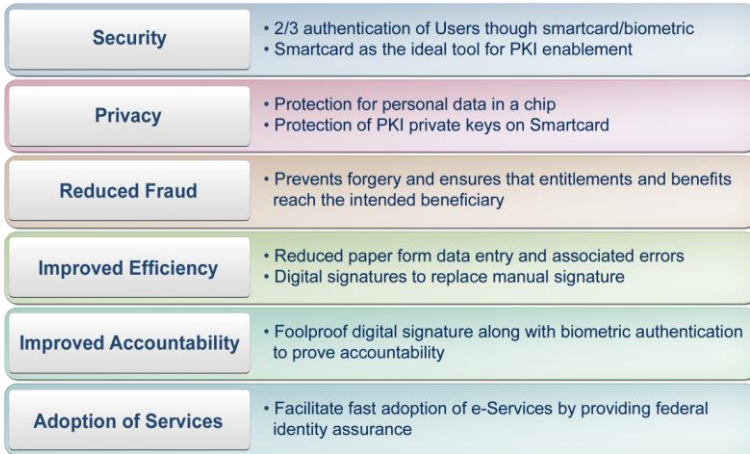 Security
• 2/3 authentication of Users though smartcard/biometric
• Smartcard as the ideal tool for PKI enablement
Privacy
• Protection for personal data in a chip
• Protection of PKI private keys on Smartcard
Reduced Fraud
• Prevents forgery and ensures that entitlements and benefits
reach the intended beneficiary
Improved Efficiency
• Reduced paper form data entry and associated errors
• Digital signatures to replace manual signature
Improved Accountability
• Foolproof digital signature along with biometric authentication
to prove accountability
Adoption of Services
• Facilitate fast adoption of e-Services by providing federal
identity assurance